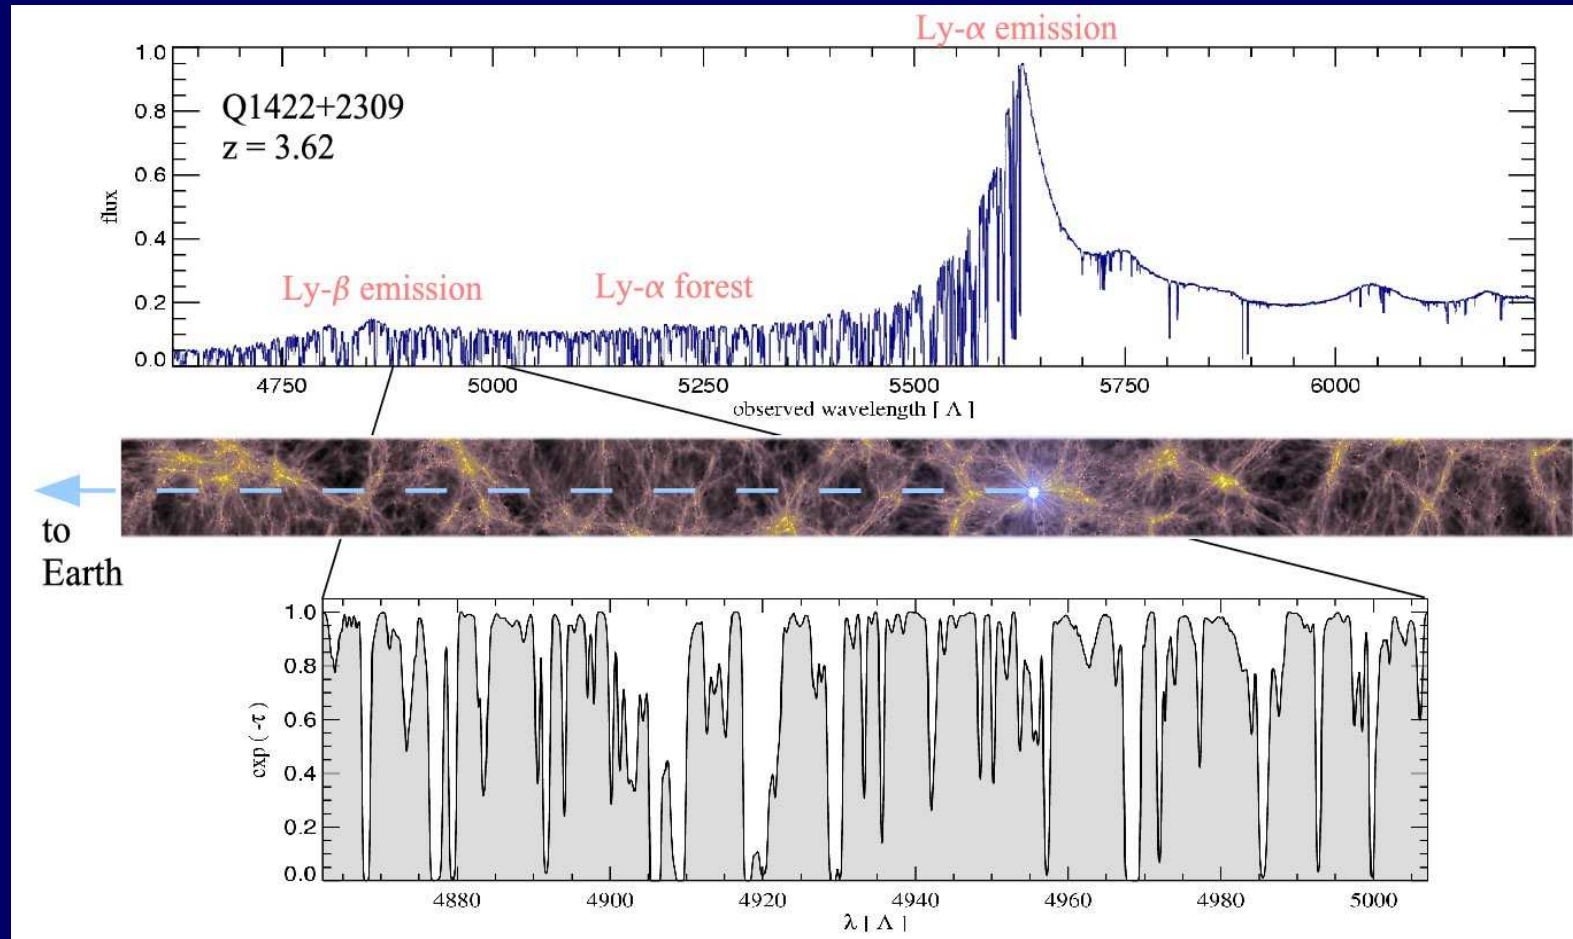 Ly-α emission
1.0
0.8
0.6
0.4
0.2
0.0
flux
Q1422+2309
z = 3.62
Ly-β emission
Ly-α forest
4750 5000 5250 5500 5750 6000
observed wavelength [ Λ ]
to
Earth
1.0
0.8
0.6
0.4
0.2
0.0
exp ( -τ )
4880 4900 4920 4940 4960 4980 5000
λ [ Λ ]